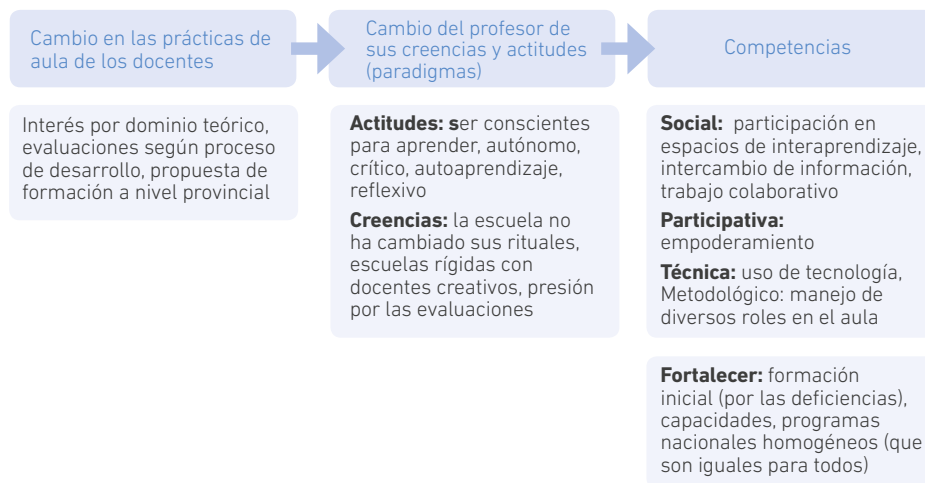 Cambio en las prácticas de
aula de los docentes
Cambio del profesor de
sus creencias y actitudes
(paradigmas)
Competencias
Interés por dominio teórico,
evaluaciones según proceso
de desarrollo, propuesta de
formación a nivel provincial
Actitudes: ser conscientes
para aprender, autónomo,
crítico, autoaprendizaje,
reflexivo
Creencias: la escuela no
ha cambiado sus rituales,
escuelas rígidas con
docentes creativos, presión
por las evaluaciones
Social: participación en
espacios de interaprendizaje,
intercambio de información,
trabajo colaborativo
Participativa:
empoderamiento
Técnica: uso de tecnología,
Metodológico: manejo de
diversos roles en el aula
Fortalecer: formación
inicial (por las deficiencias),
capacidades, programas
nacionales homogéneos (que
son iguales para todos)